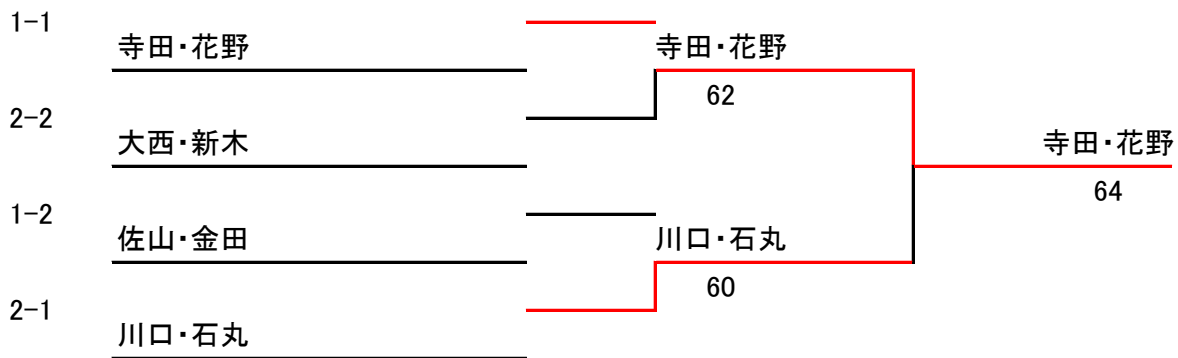 1-1
寺田・花野
寺田・花野
62
2-2
大西・新木
寺田・花野
64
1-2
佐山・金田
川口・石丸
60
2-1
川口・石丸